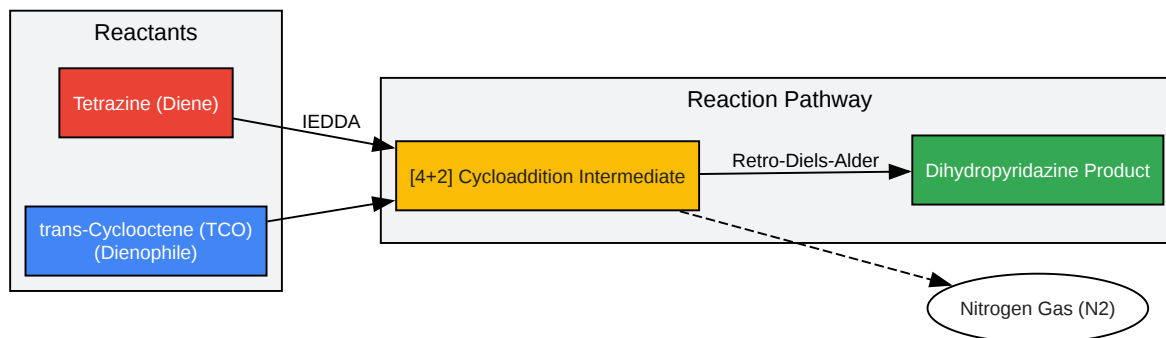 Reactants
Tetrazine (Diene)
trans-Cyclooctene (TCO)
(Dienophile)
IEDDA
Reaction Pathway
[4+2] Cycloaddition Intermediate
Retro-Diels-Alder
Dihydropyridazine Product
Nitrogen Gas (N2)